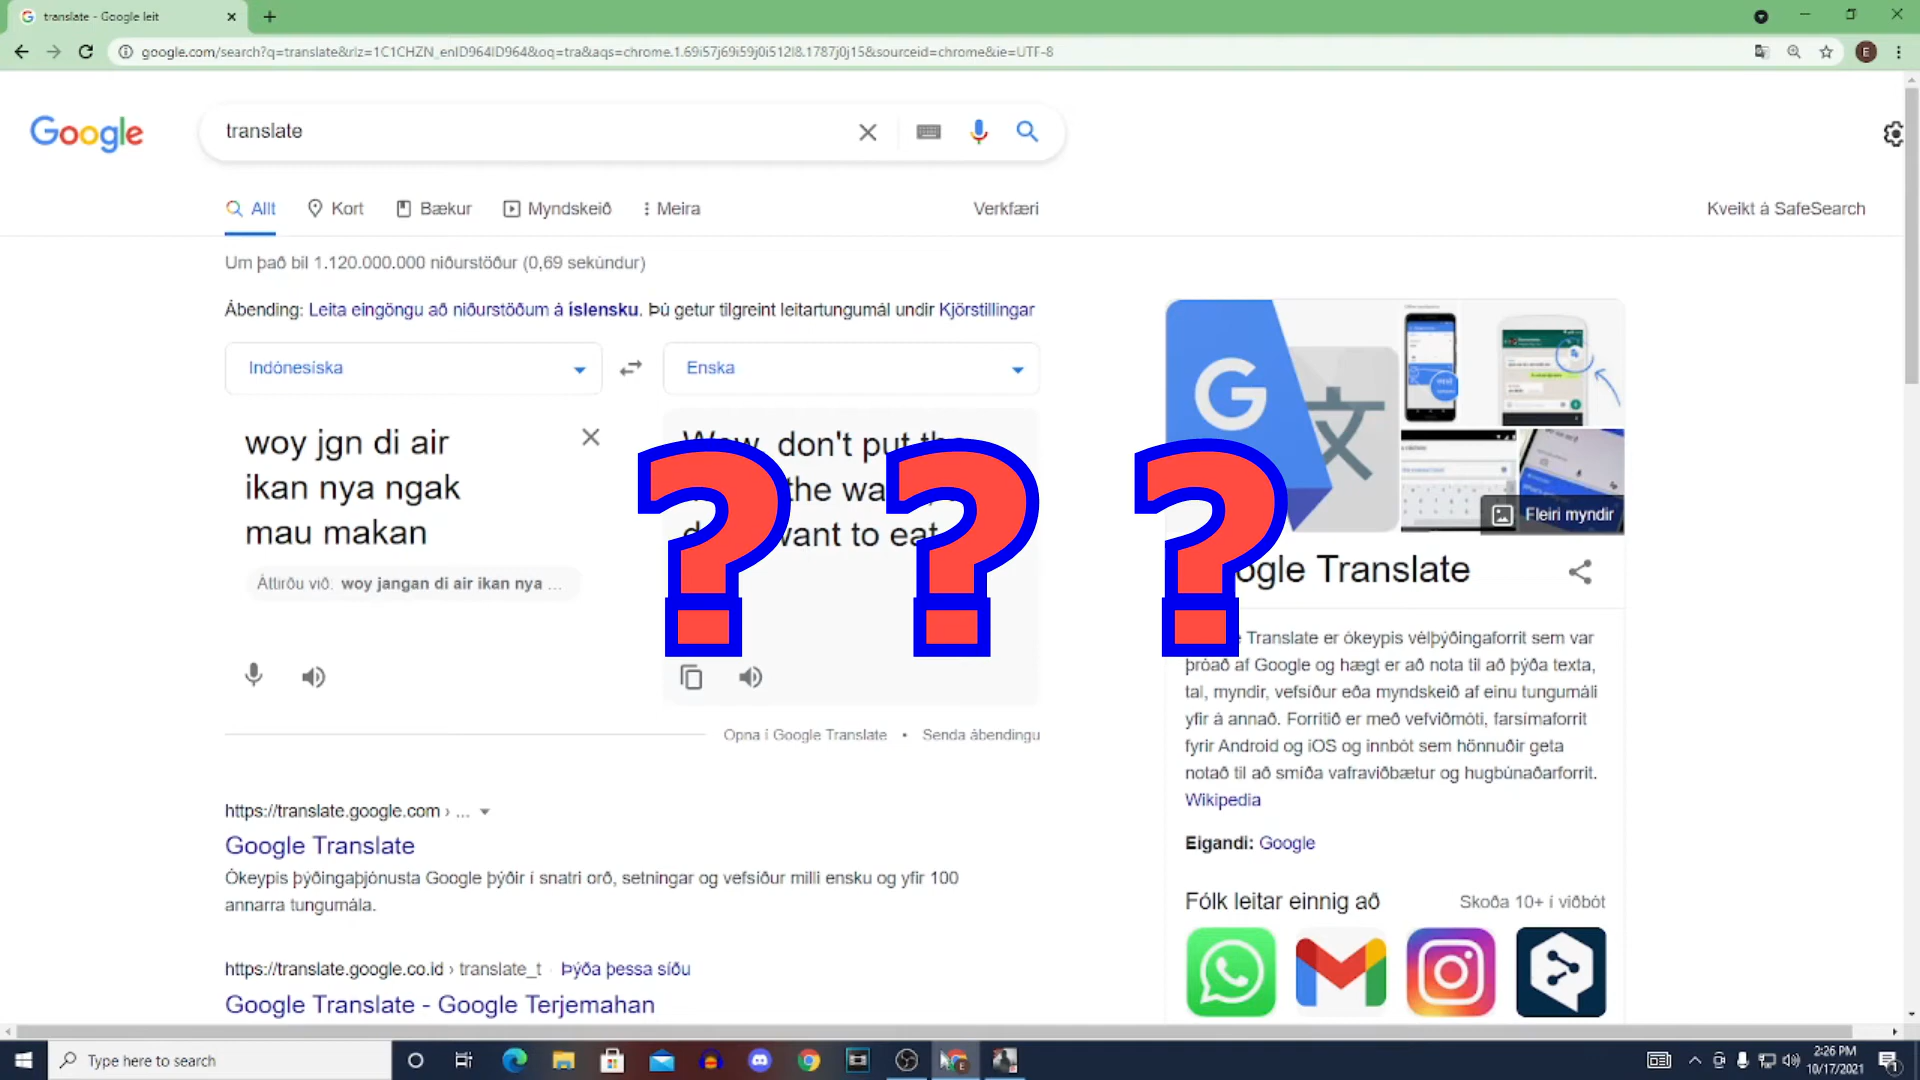 translate - Google leit
google.com/search?q=translate&rlz=1C1CHZN_enID964ID964&oq=tra&aqs=chrome.1.69i57j69i59j0i512l8.1787j0j15&sourceid=chrome&ie=UTF-8
E
Google
translate
Allt
Kort
Bækur
Myndskeið
Meira
Verkfæri
Kveikt á SafeSearch
Um það bil 1.120.000.000 niðurstöður (0,69 sekúndur)
Ábending: Leita eingöngu að niðurstöðum á íslensku. Þú getur tilgreint leitartungumál undir Kjörstillingar
Indónesíska
Enska
woy jgn di air
ikan nya ngak
mau makan
Áttirðu við: woy jangan di air ikan nya ...
don't put
the
want to eat
? ? ?
Opna í Google Translate • Senda ábendingu
https://translate.google.com › ...
Google Translate
Ókeypis þýðingaþjónusta Google þýðir í snatri orð, setningar og vefsíður milli ensku og yfir 100
annarra tungumála.
https://translate.google.co.id › translate_t · Þýða þessa síðu
Google Translate - Google Terjemahan
G
文
Fleiri myndir
Translate
Translate er ókeypis vélþýðingaforrit sem var
þróað af Google og hægt er að nota til að þýða texta,
tal, myndir, vefsíður eða myndskeið af einu tungumáli
yfir á annað. Forritið er með vefviðmóti, farsímaforrit
fyrir Android og iOS og innbót sem hönnuðir geta
notað til að smíða vafraviðbætur og hugbúnaðarforrit.
Wikipedia
Eigandi: Google
Fólk leitar einnig að
Skoða 10+ í viðbót
Type here to search
2:26 PM
10/17/2021
1